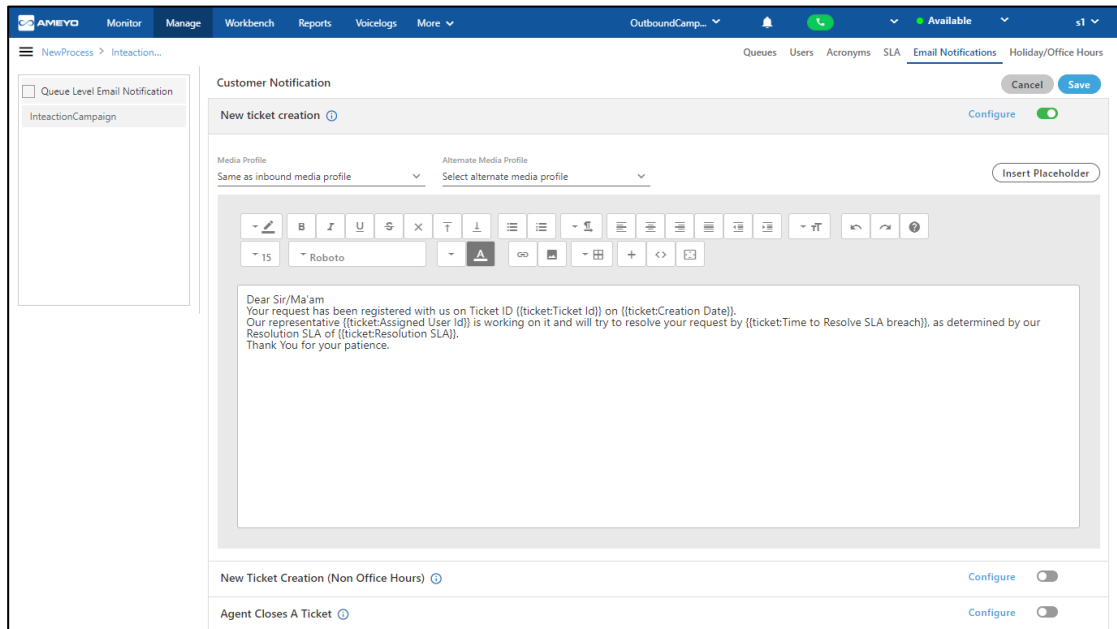 AMEYO Monitor Manage Workbench Reports Voicelogs More OutboundCamp... Available s1
NewProcess > Inteaction... Queues Users Acronyms SLA Email Notifications Holiday/Office Hours
Queue Level Email Notification
InteactionCampaign
Customer Notification Cancel Save
New ticket creation Configure
Media Profile Alternate Media Profile
Same as inbound media profile Select alternate media profile Insert Placeholder
B I U S
15 Roboto A
Dear Sir/Ma'am
Your request has been registered with us on Ticket ID {{ticket:Ticket Id}} on {{ticket:Creation Date}}.
Our representative {{ticket:Assigned User Id}} is working on it and will try to resolve your request by {{ticket:Time to Resolve SLA breach}}, as determined by our
Resolution SLA of {{ticket:Resolution SLA}}.
Thank You for your patience.
New Ticket Creation (Non Office Hours) Configure
Agent Closes A Ticket Configure